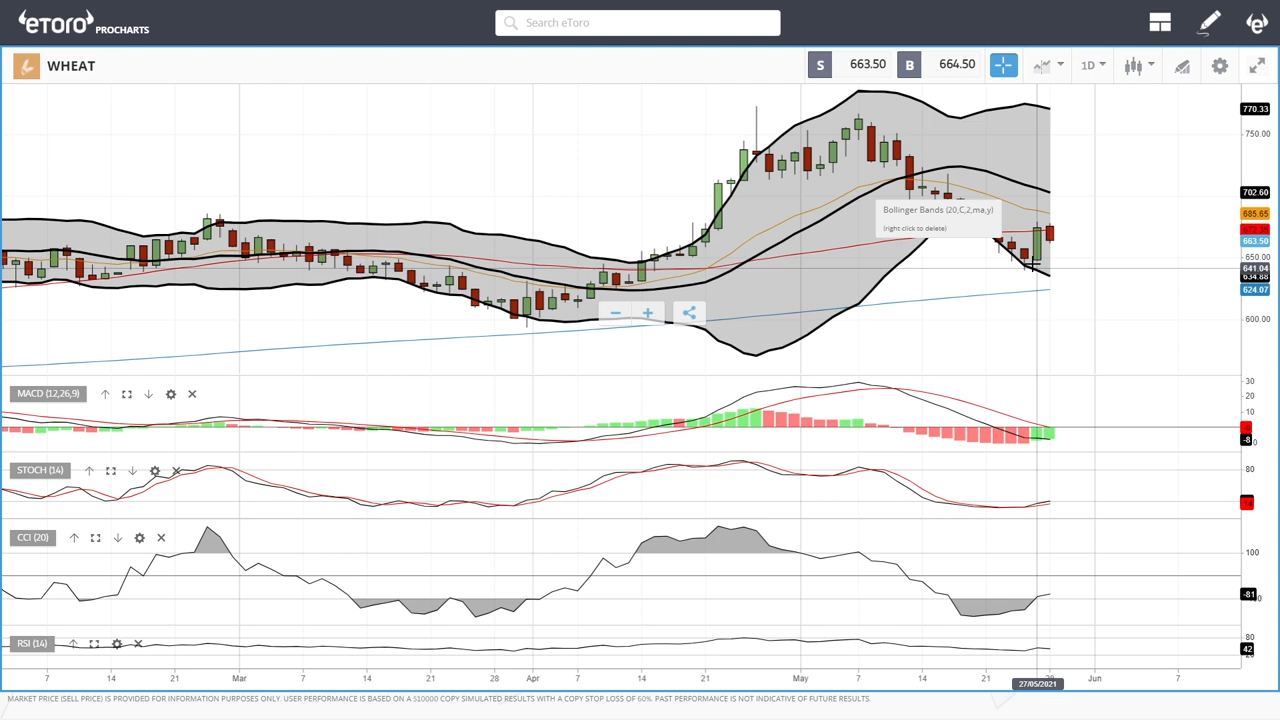 eTORO PROCHARTS
Search eToro
WHEAT
S 663.50 B 664.50 1D
770.33
750.00
702.60
Bollinger Bands (20,C,2,ma,y)
685.65
(right click to delete)
663.50
650.00
641.04
634.88
624.07
600.00
MACD (12,26,9)
30
20
10
-8
STOCH (14)
80
14
CCI (20)
100
-81
RSI (14)
80
42
7 14 21 Mar 7 14 21 28 Apr 7 14 21 May 7 14 21 28 Jun 7
27/05/2021
MARKET PRICE (SELL PRICE) IS PROVIDED FOR INFORMATION PURPOSES ONLY. USER PERFORMANCE IS BASED ON A $10000 COPY SIMULATED RESULTS WITH A COPY STOP LOSS OF 60%. PAST PERFORMANCE IS NOT INDICATIVE OF FUTURE RESULTS.